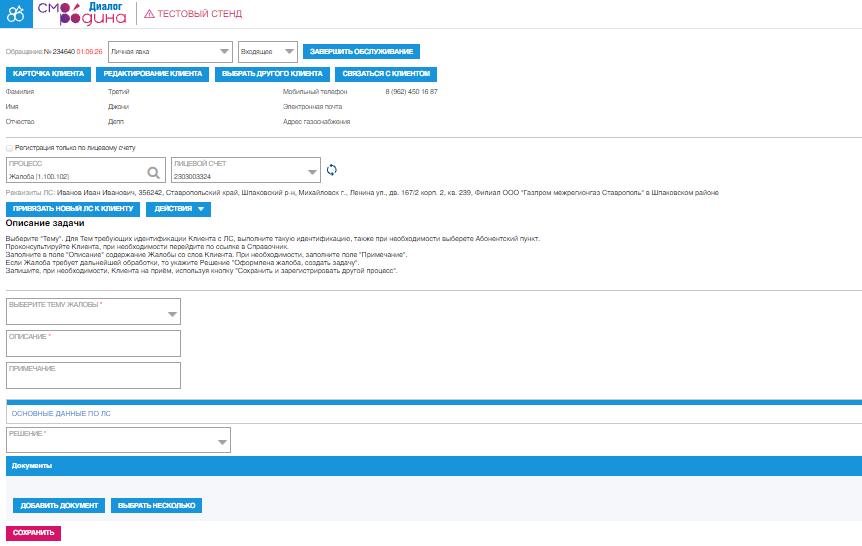 СМОРОДИНА Диалог
ТЕСТОВЫЙ СТЕНД
Обращение № 234640 01:06:26 Личная явка Входящее ЗАВЕРШИТЬ ОБСЛУЖИВАНИЕ
КАРТОЧКА КЛИЕНТА РЕДАКТИРОВАНИЕ КЛИЕНТА ВЫБРАТЬ ДРУГОГО КЛИЕНТА СВЯЗАТЬСЯ С КЛИЕНТОМ
Фамилия Третий Мобильный телефон 8 (962) 450 16 87
Имя Джони Электронная почта
Отчество Депп Адрес газоснабжения
Регистрация только по лицевому счету
ПРОЦЕСС ЛИЦЕВОЙ СЧЕТ
Жалоба (1.100.102) 2303003324
Реквизиты ЛС: Иванов Иван Иванович, 356242, Ставропольский край, Шпаковский р-н, Михайловск г., Ленина ул., дв. 167/2 корп. 2, кв. 239, Филиал ООО "Газпром межрегионгаз Ставрополь" в Шпаковском районе
ПРИВЯЗАТЬ НОВЫЙ ЛС К КЛИЕНТУ ДЕЙСТВИЯ
Описание задачи
Выберите "Тему". Для Тем требующих идентификации Клиента с ЛС, выполните такую идентификацию, также при необходимости выберете Абонентский пункт.
Проконсультируйте Клиента, при необходимости перейдите по ссылке в Справочник.
Заполните в поле "Описание" содержание Жалобы со слов Клиента. При необходимости, заполните поле "Примечание".
Если Жалоба требует дальнейшей обработки, то укажите Решение "Оформлена жалоба, создать задачу".
Запишите, при необходимости, Клиента на приём, используя кнопку "Сохранить и зарегистрировать другой процесс".
ВЫБЕРИТЕ ТЕМУ ЖАЛОБЫ *
ОПИСАНИЕ *
ПРИМЕЧАНИЕ
ОСНОВНЫЕ ДАННЫЕ ПО ЛС
РЕШЕНИЕ *
Документы
ДОБАВИТЬ ДОКУМЕНТ ВЫБРАТЬ НЕСКОЛЬКО
СОХРАНИТЬ